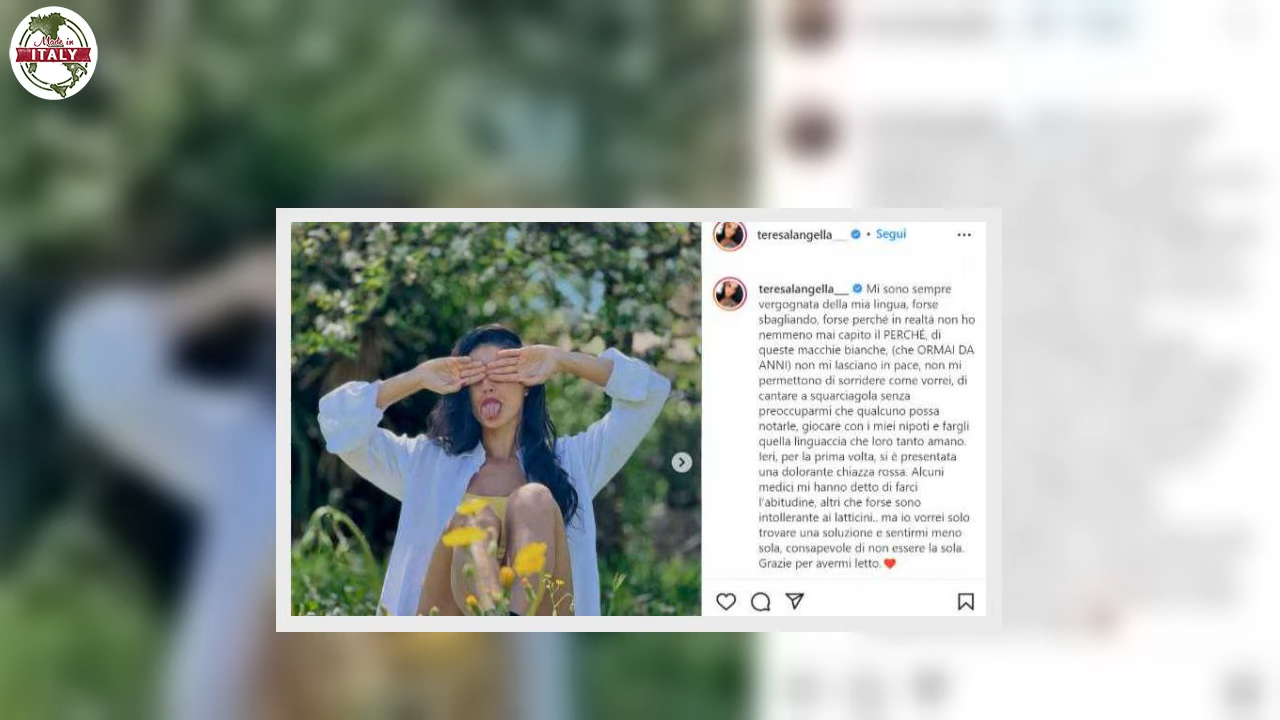 Made in
ITALY
teresalangella__ • Segui
teresalangella__ Mi sono sempre
vergognata della mia lingua, forse
sbagliando, forse perché in realtà non ho
nemmeno mai capito il PERCHÉ, di
queste macchie bianche, (che ORMAI DA
ANNI) non mi lasciano in pace, non mi
permettono di sorridere come vorrei, di
cantare a squarciagola senza
preoccuparmi che qualcuno possa
notarle, giocare con i miei nipoti e fargli
quella linguaccia che loro tanto amano.
Ieri, per la prima volta, si è presentata
una dolorante chiazza rossa. Alcuni
medici mi hanno detto di farci
l'abitudine, altri che forse sono
intollerante ai latticini.. ma io vorrei solo
trovare una soluzione e sentirmi meno
sola, consapevole di non essere la sola.
Grazie per avermi letto.❤️